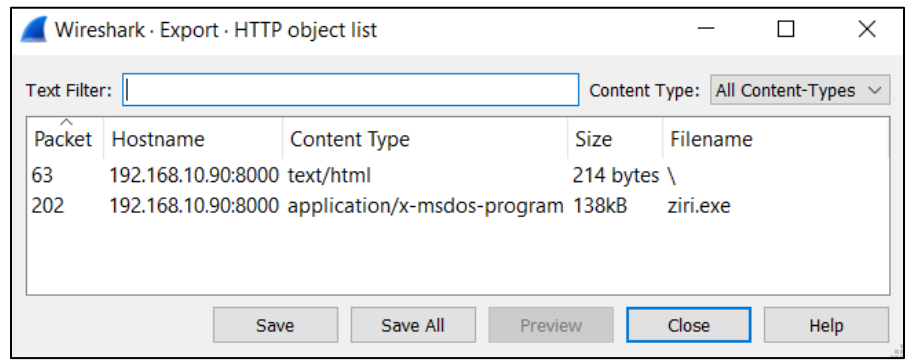 Wireshark · Export · HTTP object list
Text Filter: Content Type: All Content-Types
Packet Hostname Content Type Size Filename
63 192.168.10.90:8000 text/html 214 bytes \
202 192.168.10.90:8000 application/x-msdos-program 138kB ziri.exe
Save Save All Preview Close Help